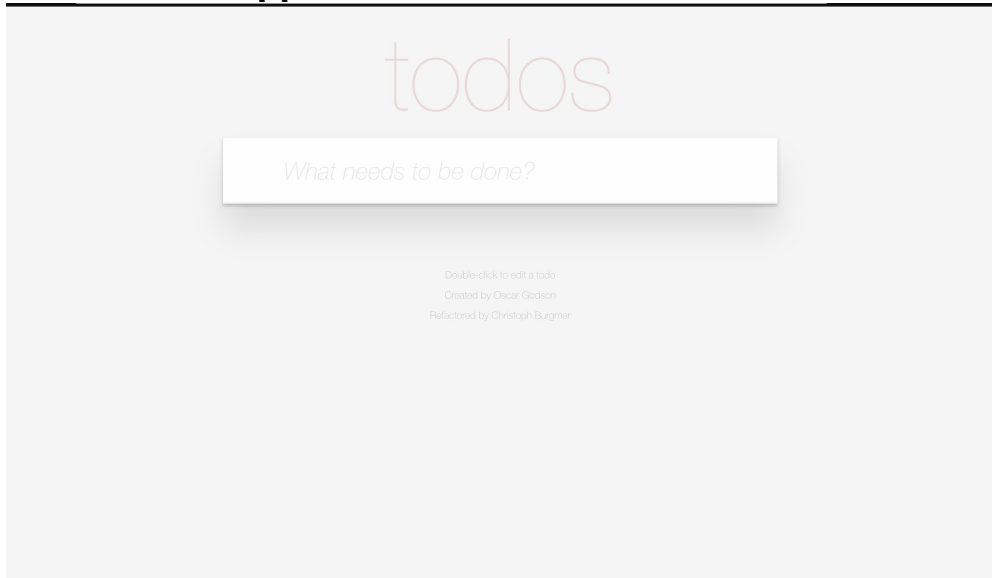 todos
What needs to be done?
Double-click to edit a todo
Created by Oscar Godson
Refactored by Christoph Burgmer